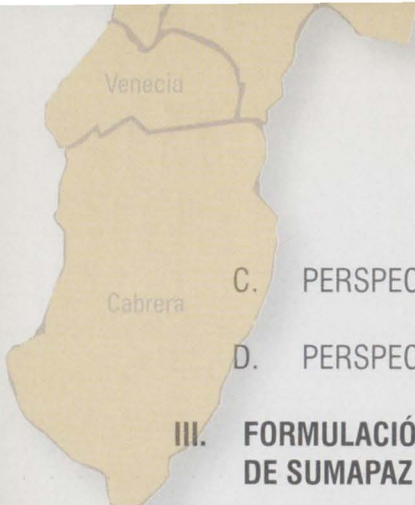 Venecia
Cabrera
C. PERSPEC
D. PERSPEC
III. FORMULACIÓ
DE SUMAPAZ